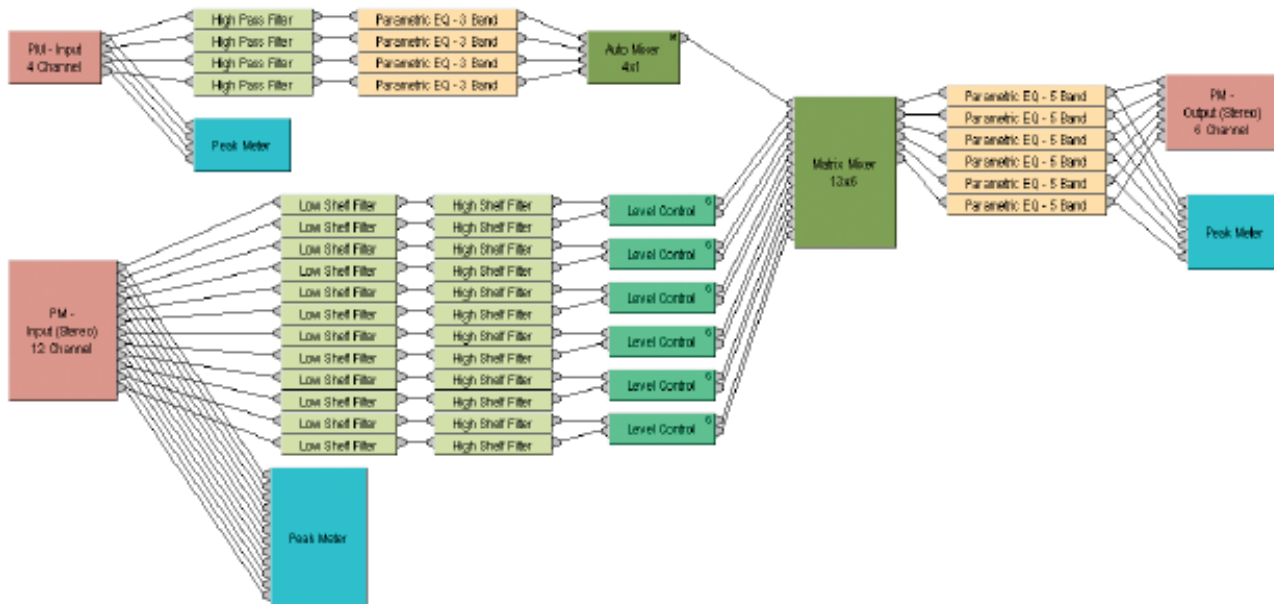 PM - Input
4 Channel
High Pass Filter
High Pass Filter
High Pass Filter
High Pass Filter
Parametric EQ - 3 Band
Parametric EQ - 3 Band
Parametric EQ - 3 Band
Parametric EQ - 3 Band
Auto Mixer
4x1
Peak Meter
PM -
Input (Stereo)
12 Channel
Low Shelf Filter
Low Shelf Filter
Low Shelf Filter
Low Shelf Filter
Low Shelf Filter
Low Shelf Filter
Low Shelf Filter
Low Shelf Filter
Low Shelf Filter
Low Shelf Filter
Low Shelf Filter
Low Shelf Filter
High Shelf Filter
High Shelf Filter
High Shelf Filter
High Shelf Filter
High Shelf Filter
High Shelf Filter
High Shelf Filter
High Shelf Filter
High Shelf Filter
High Shelf Filter
High Shelf Filter
High Shelf Filter
Level Control
Level Control
Level Control
Level Control
Level Control
Level Control
Peak Meter
Matrix Mixer
13x6
Parametric EQ - 5 Band
Parametric EQ - 5 Band
Parametric EQ - 5 Band
Parametric EQ - 5 Band
Parametric EQ - 5 Band
Parametric EQ - 5 Band
PM -
Output (Stereo)
6 Channel
Peak Meter